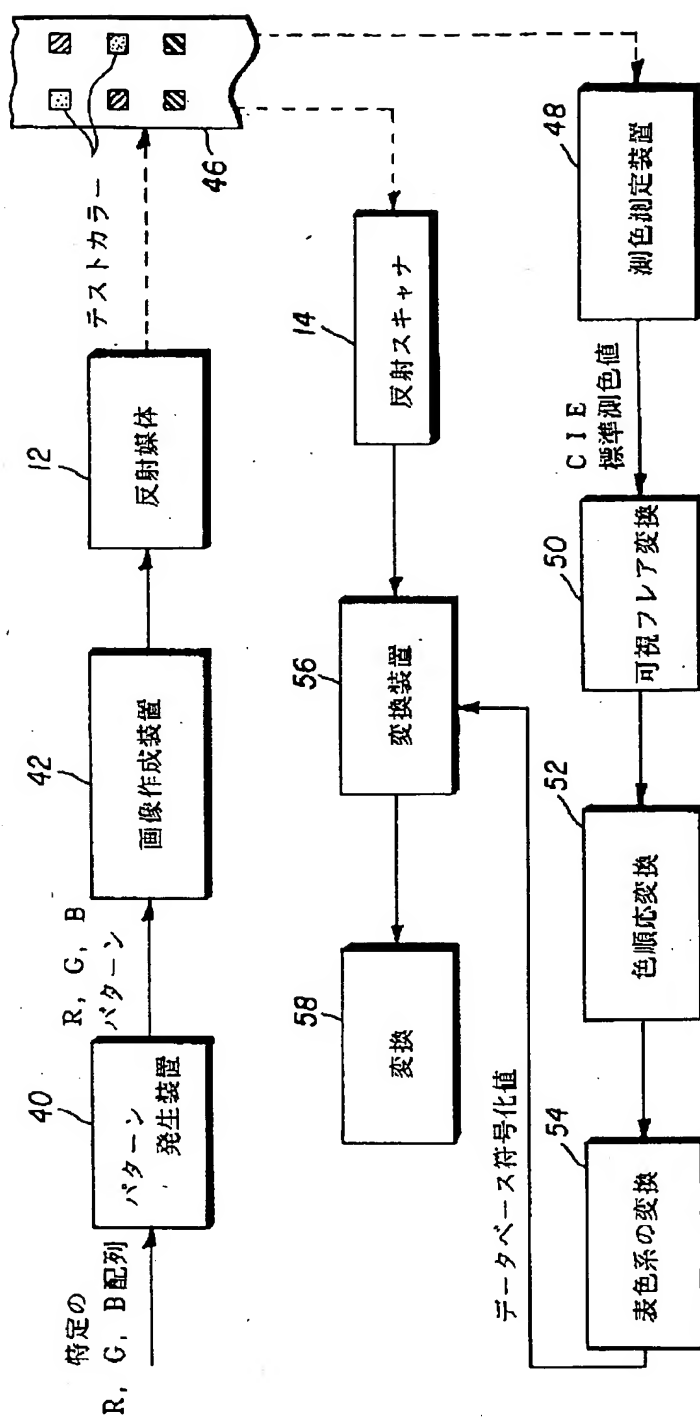 特定の
R, G, B配列
40
パターン
発生装置
R, G, B
パターン
42
画像作成装置
12
反射媒体
テストカラー
46
14
反射スキャナ
56
変換装置
58
変換
48
測色測定装置
CIE
標準測色値
50
可視フレア変換
52
色順応変換
54
表色系の変換
データベース符号化値